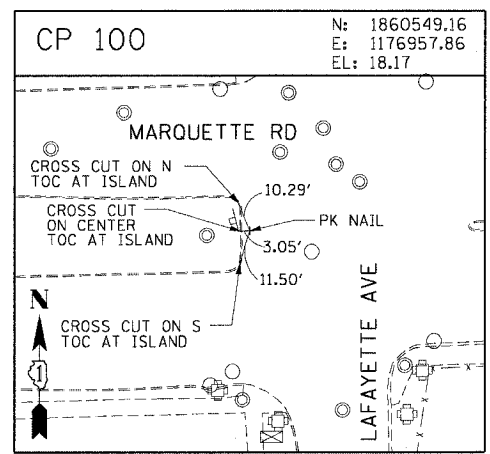 CP 100
N: 1860549.16
E: 1176957.86
EL: 18.17
MARQUETTE RD
CROSS CUT ON N
TOC AT ISLAND
10.29'
CROSS CUT
ON CENTER
TOC AT ISLAND
PK NAIL
3.05'
11.50'
N
CROSS CUT ON S
TOC AT ISLAND
LAFAYETTE AVE
1
x
x
x
x